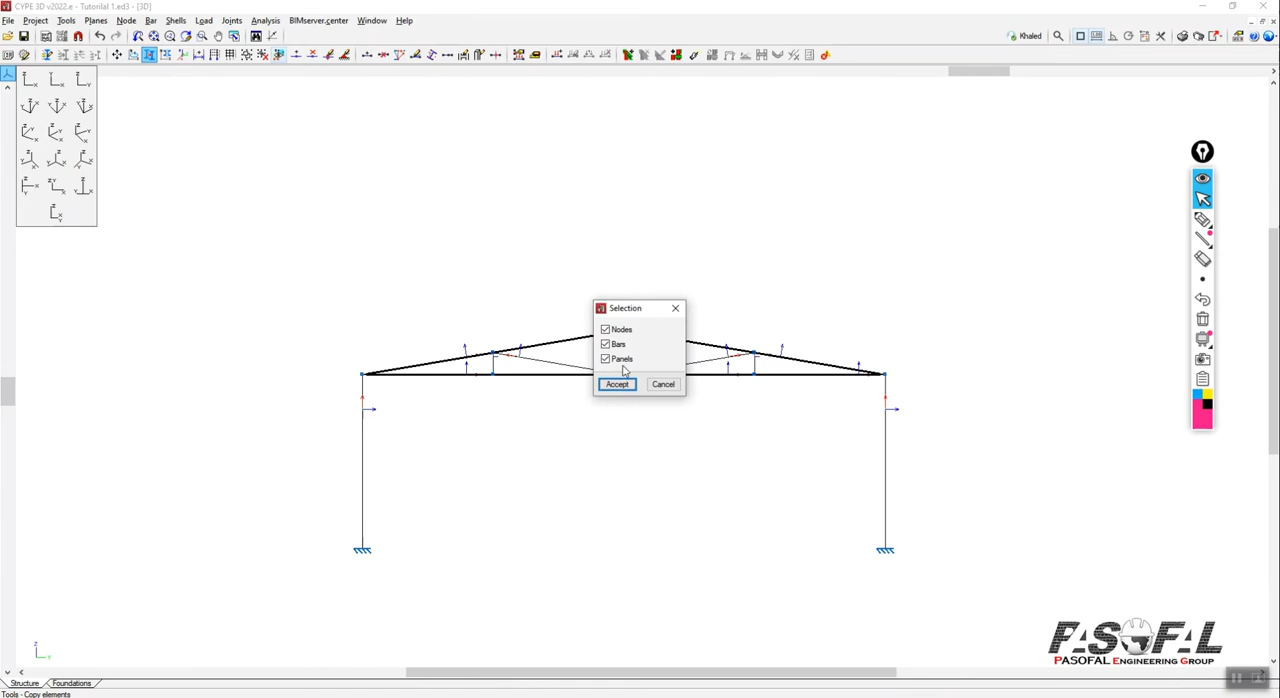 CYPE 3D v2022.e - Tutorilal 1.ed3 - [3D]
File Project Tools Planes Node Bar Shells Load Joints Analysis BIMserver.center Window Help
Khaled
Selection
Nodes
Bars
Panels
Accept Cancel
PASOFAL
PASOFAL ENGINEERING GROUP
Structure Foundations
Tools - Copy elements